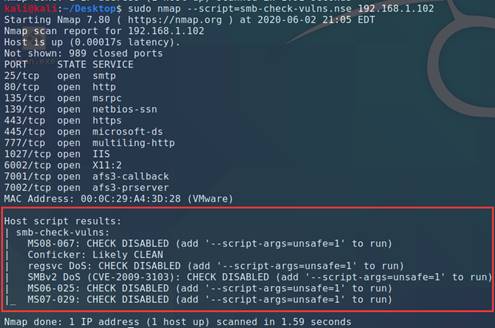 kali@kali:~/Desktop$ sudo nmap --script=smb-check-vulns.nse 192.168.1.102
Starting Nmap 7.80 ( https://nmap.org ) at 2020-06-02 21:05 EDT
Nmap scan report for 192.168.1.102
Host is up (0.00017s latency).
Not shown: 989 closed ports
PORT     STATE SERVICE
25/tcp   open  smtp
80/tcp   open  http
135/tcp  open  msrpc
139/tcp  open  netbios-ssn
443/tcp  open  https
445/tcp  open  microsoft-ds
777/tcp  open  multiling-http
1027/tcp open  IIS
6002/tcp open  X11:2
7001/tcp open  afs3-callback
7002/tcp open  afs3-prserver
MAC Address: 00:0C:29:A4:3D:28 (VMware)
Host script results:
| smb-check-vulns:
|   MS08-067: CHECK DISABLED (add '--script-args=unsafe=1' to run)
|   Conficker: Likely CLEAN
|   regsvc DoS: CHECK DISABLED (add '--script-args=unsafe=1' to run)
|   SMBv2 DoS (CVE-2009-3103): CHECK DISABLED (add '--script-args=unsafe=1' to run)
|   MS06-025: CHECK DISABLED (add '--script-args=unsafe=1' to run)
|_  MS07-029: CHECK DISABLED (add '--script-args=unsafe=1' to run)
Nmap done: 1 IP address (1 host up) scanned in 1.59 seconds